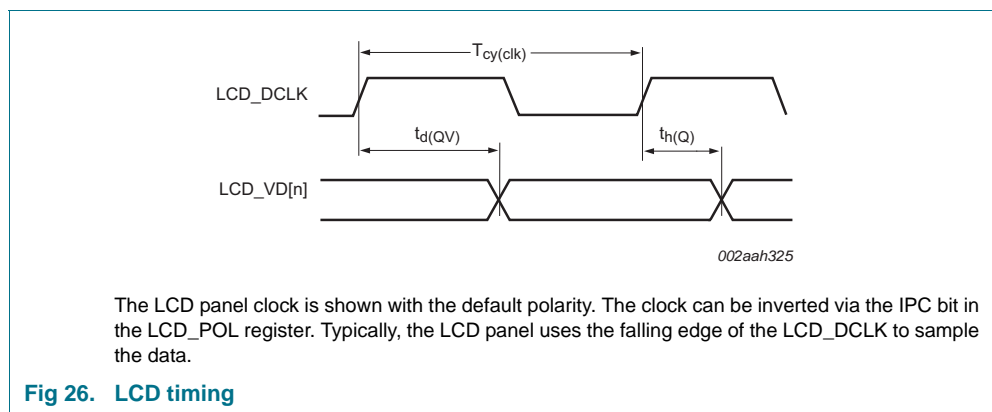 T_cy(clk)
LCD_DCLK
t_d(QV)
t_h(Q)
LCD_VD[n]
002aah325
The LCD panel clock is shown with the default polarity. The clock can be inverted via the IPC bit in
the LCD_POL register. Typically, the LCD panel uses the falling edge of the LCD_DCLK to sample
the data.
Fig 26. LCD timing